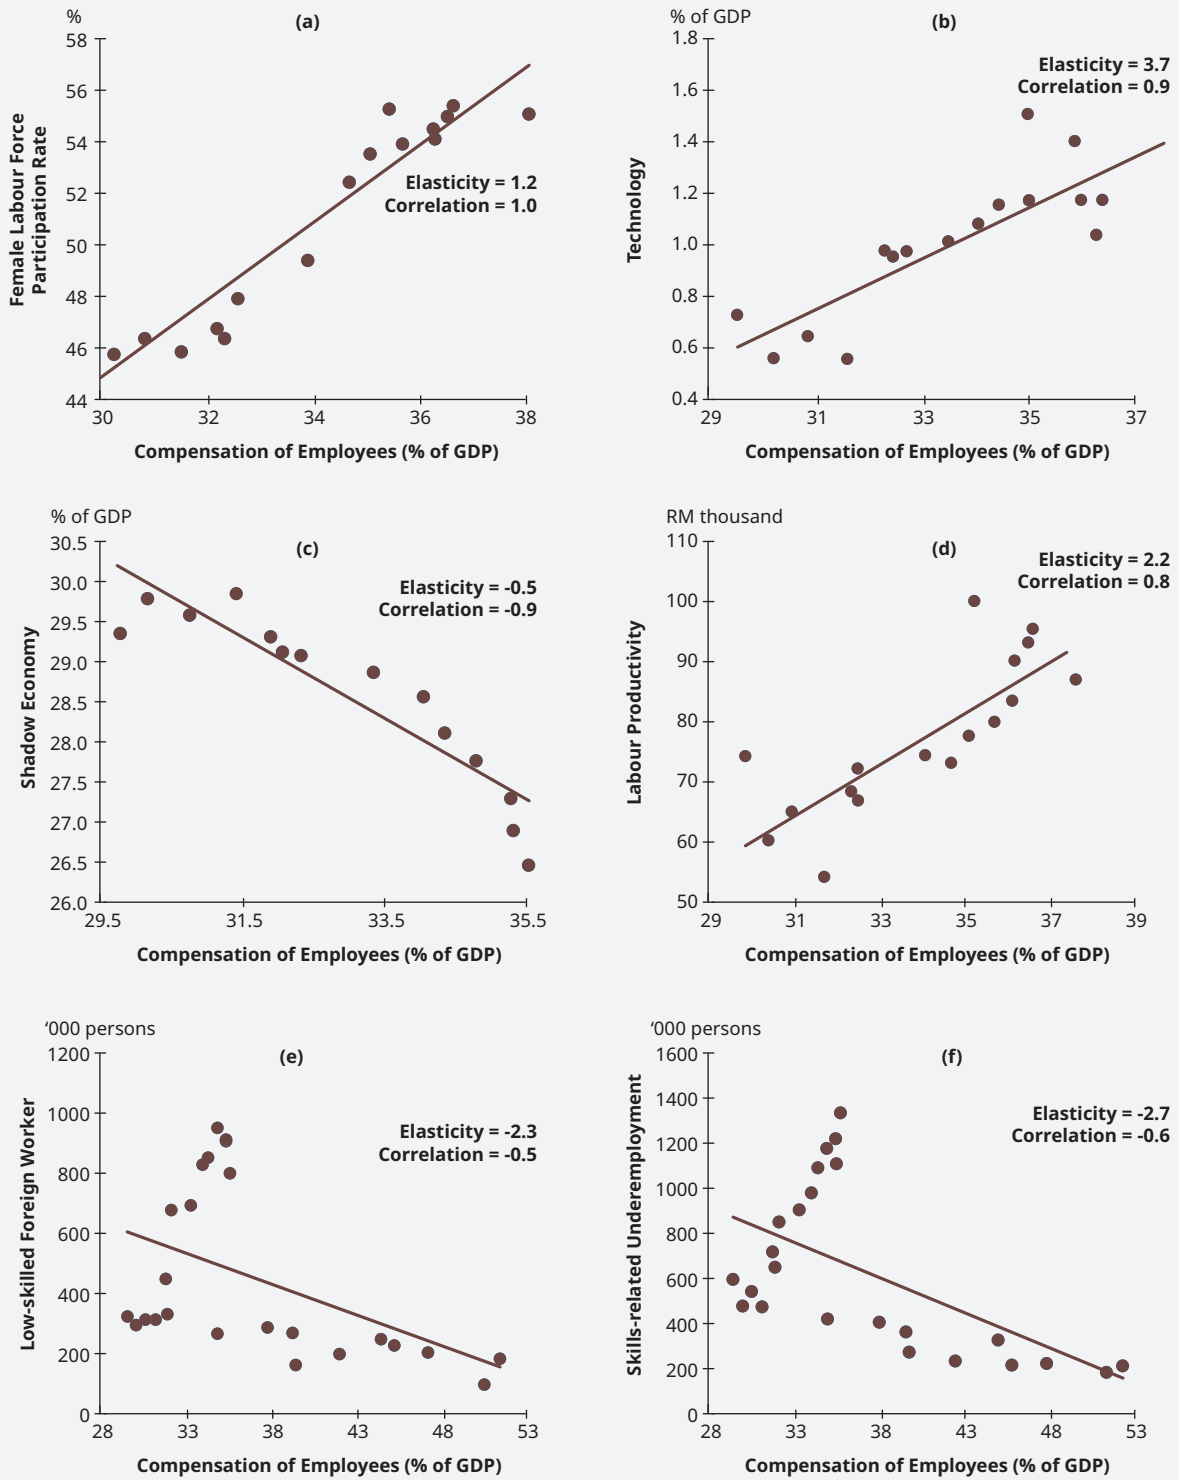 %
(a)
58
56
54
52
50
48
46
44
Female Labour Force
Participation Rate
Elasticity = 1.2
Correlation = 1.0
30 32 34 36 38
Compensation of Employees (% of GDP)
% of GDP
(b)
1.8
1.6
1.4
1.2
1.0
0.8
0.6
0.4
Technology
Elasticity = 3.7
Correlation = 0.9
29 31 33 35 37
Compensation of Employees (% of GDP)
% of GDP
(c)
30.5
30.0
29.5
29.0
28.5
28.0
27.5
27.0
26.5
26.0
Shadow Economy
Elasticity = -0.5
Correlation = -0.9
29.5 31.5 33.5 35.5
Compensation of Employees (% of GDP)
RM thousand
(d)
110
100
90
80
70
60
50
Labour Productivity
Elasticity = 2.2
Correlation = 0.8
29 31 33 35 37 39
Compensation of Employees (% of GDP)
‘000 persons
(e)
1200
1000
800
600
400
200
0
Low-skilled Foreign Worker
Elasticity = -2.3
Correlation = -0.5
28 33 38 43 48 53
Compensation of Employees (% of GDP)
‘000 persons
(f)
1600
1400
1200
1000
800
600
400
200
0
Skills-related Underemployment
Elasticity = -2.7
Correlation = -0.6
28 33 38 43 48 53
Compensation of Employees (% of GDP)